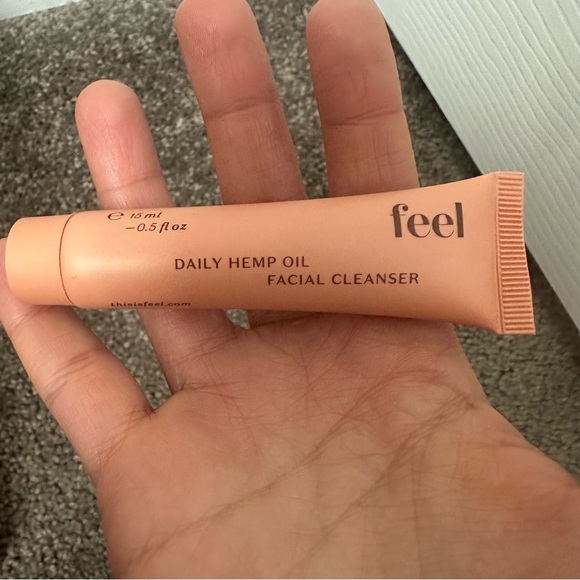 ℮ 15 ml
–0.5 fl oz
feel
DAILY HEMP OIL
FACIAL CLEANSER
thisisfeel.com